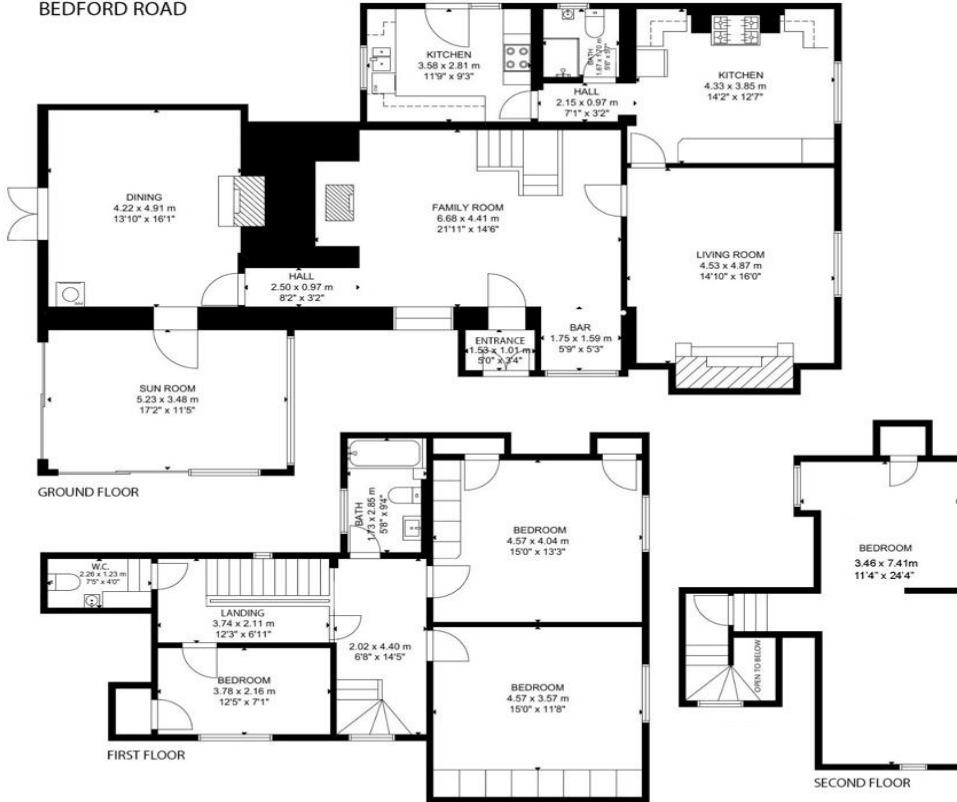 BEDFORD ROAD
KITCHEN
3.58 x 2.81 m
11'9" x 9'3"
BATH
1.67 x 1.70 m
HALL
2.15 x 0.97 m
7'1" x 3'2"
KITCHEN
4.33 x 3.85 m
14'2" x 12'7"
DINING
4.22 x 4.91 m
13'10" x 16'1"
FAMILY ROOM
6.68 x 4.41 m
21'11" x 14'6"
HALL
2.50 x 0.97 m
8'2" x 3'2"
LIVING ROOM
4.53 x 4.87 m
14'10" x 16'0"
ENTRANCE
1.53 x 1.01 m
5'0" x 3'4"
BAR
1.75 x 1.59 m
5'9" x 5'3"
SUN ROOM
5.23 x 3.48 m
17'2" x 11'5"
GROUND FLOOR
BATH
1.73 x 2.85 m
5'8" x 9'4"
BEDROOM
4.57 x 4.04 m
15'0" x 13'3"
W.C.
2.26 x 1.23 m
7'5" x 4'0"
LANDING
3.74 x 2.11 m
12'3" x 6'11"
2.02 x 4.40 m
6'8" x 14'5"
BEDROOM
3.78 x 2.16 m
12'5" x 7'1"
BEDROOM
4.57 x 3.57 m
15'0" x 11'8"
FIRST FLOOR
BEDROOM
3.46 x 7.41m
11'4" x 24'4"
OPEN TO BELOW
SECOND FLOOR